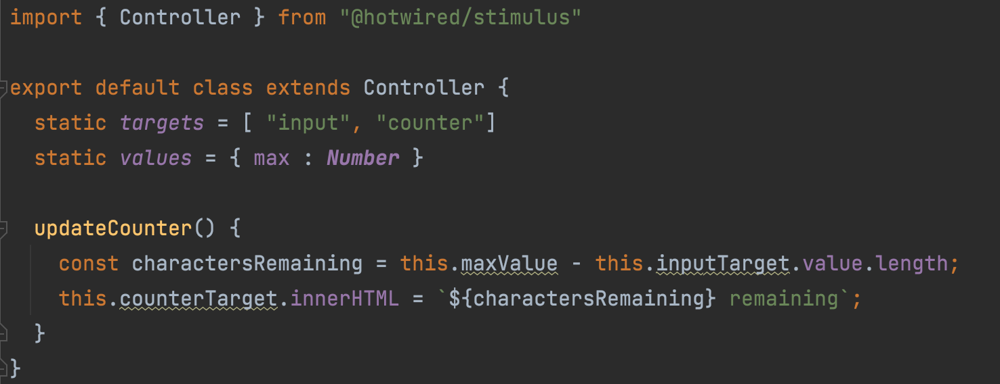 import { Controller } from "@hotwired/stimulus"
export default class extends Controller {
  static targets = [ "input", "counter"]
  static values = { max : Number }
  updateCounter() {
    const charactersRemaining = this.maxValue - this.inputTarget.value.length;
    this.counterTarget.innerHTML = `${charactersRemaining} remaining`;
  }
}